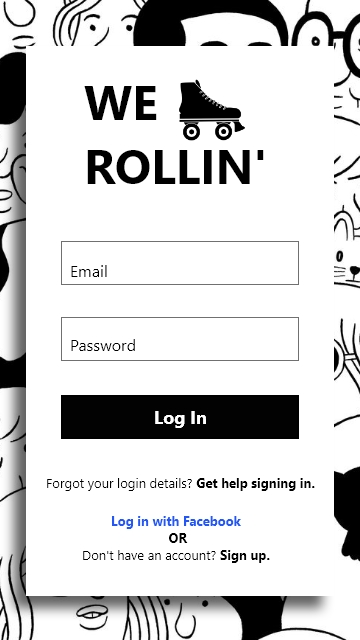 WE
ROLLIN'
Email
Password
Log In
Forgot your login details? Get help signing in.
Log in with Facebook
OR
Don't have an account? Sign up.